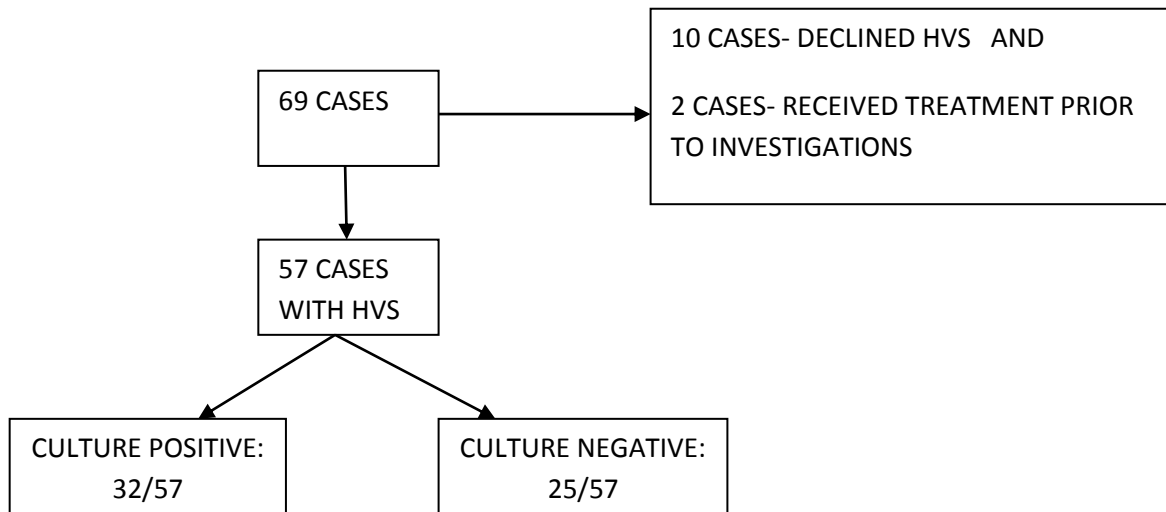 10 CASES- DECLINED HVS AND
2 CASES- RECEIVED TREATMENT PRIOR
TO INVESTIGATIONS
69 CASES
57 CASES
WITH HVS
CULTURE POSITIVE:
32/57
CULTURE NEGATIVE:
25/57